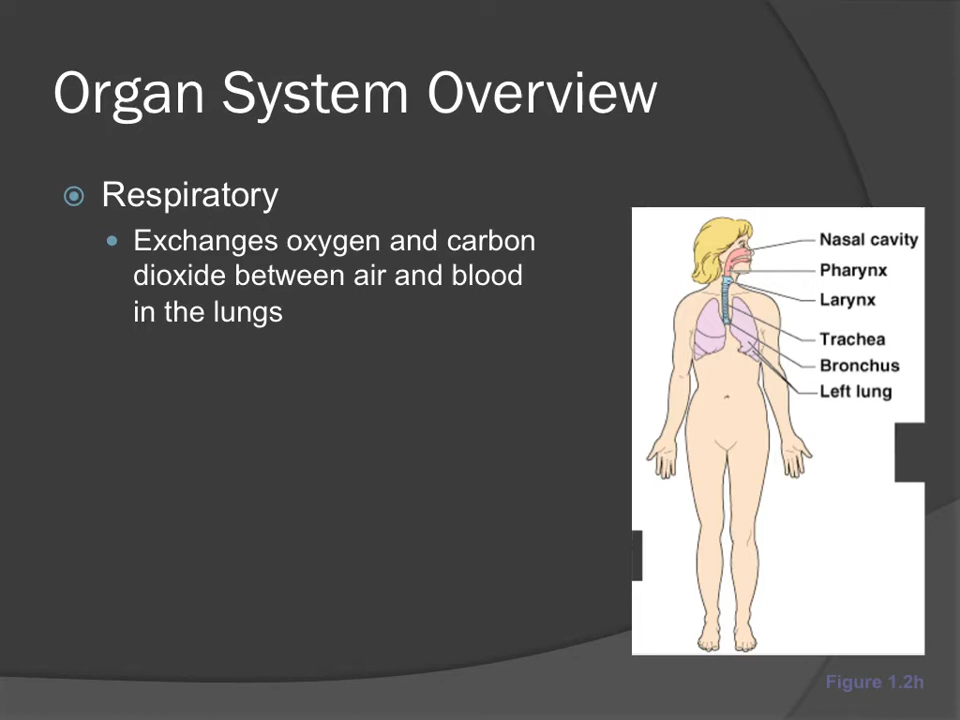 Organ System Overview
Respiratory
Exchanges oxygen and carbon
dioxide between air and blood
in the lungs
Nasal cavity
Pharynx
Larynx
Trachea
Bronchus
Left lung
Figure 1.2h